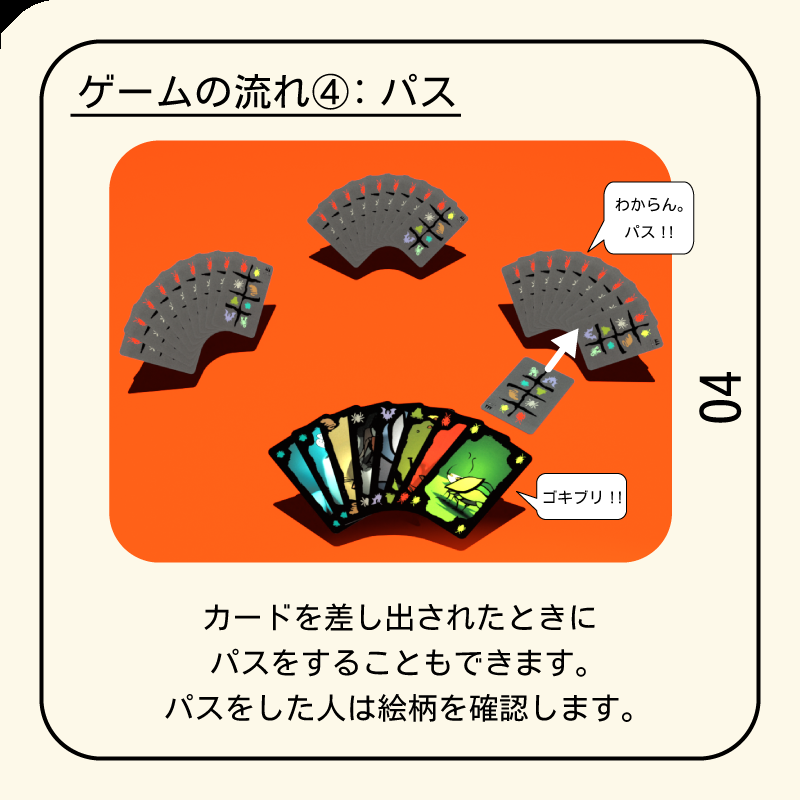 ゲームの流れ④: パス
わからん。
パス !!
ゴキブリ !!
04
カードを差し出されたときに
パスをすることもできます。
パスをした人は絵柄を確認します。